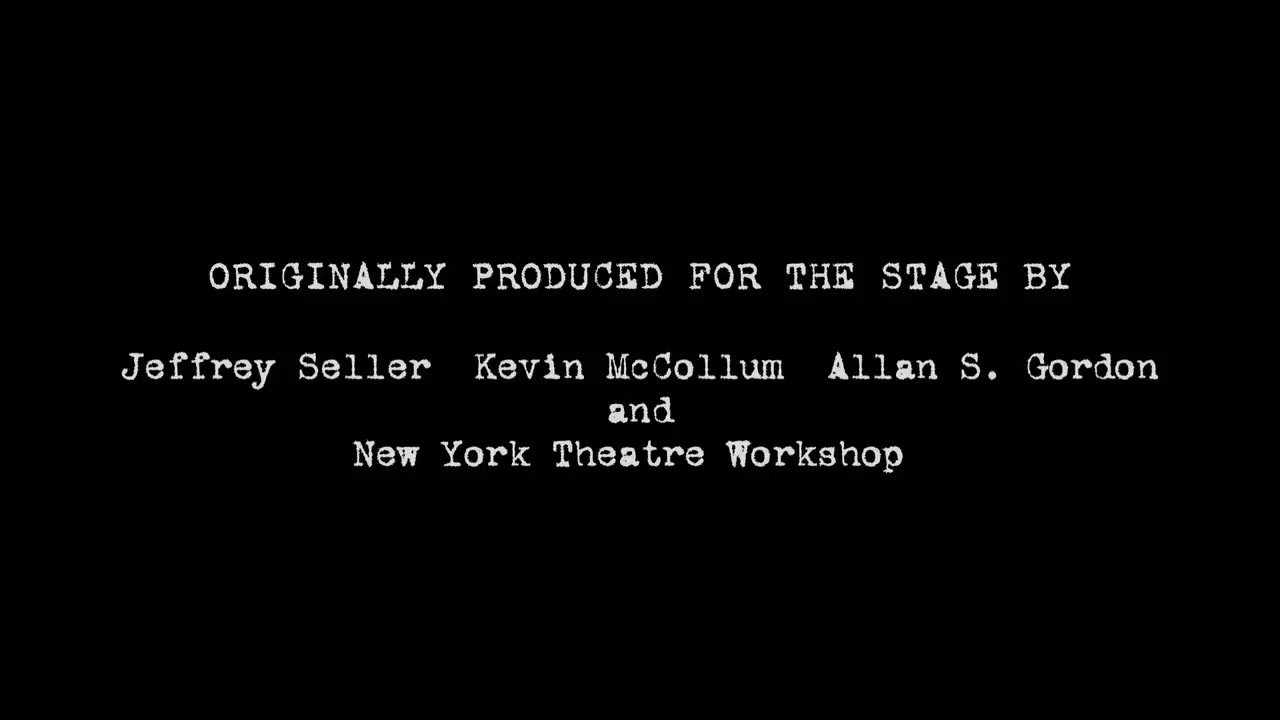 ORIGINALLY PRODUCED FOR THE STAGE BY
Jeffrey Seller  Kevin McCollum  Allan S. Gordon
and
New York Theatre Workshop